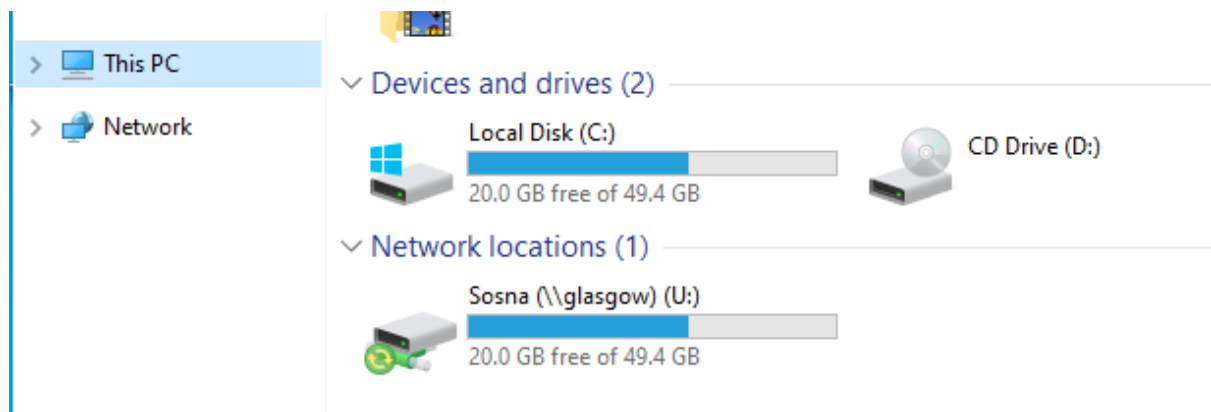 This PC
Network
Devices and drives (2)
Local Disk (C:)
20.0 GB free of 49.4 GB
CD Drive (D:)
Network locations (1)
Sosna (\\glasgow) (U:)
20.0 GB free of 49.4 GB